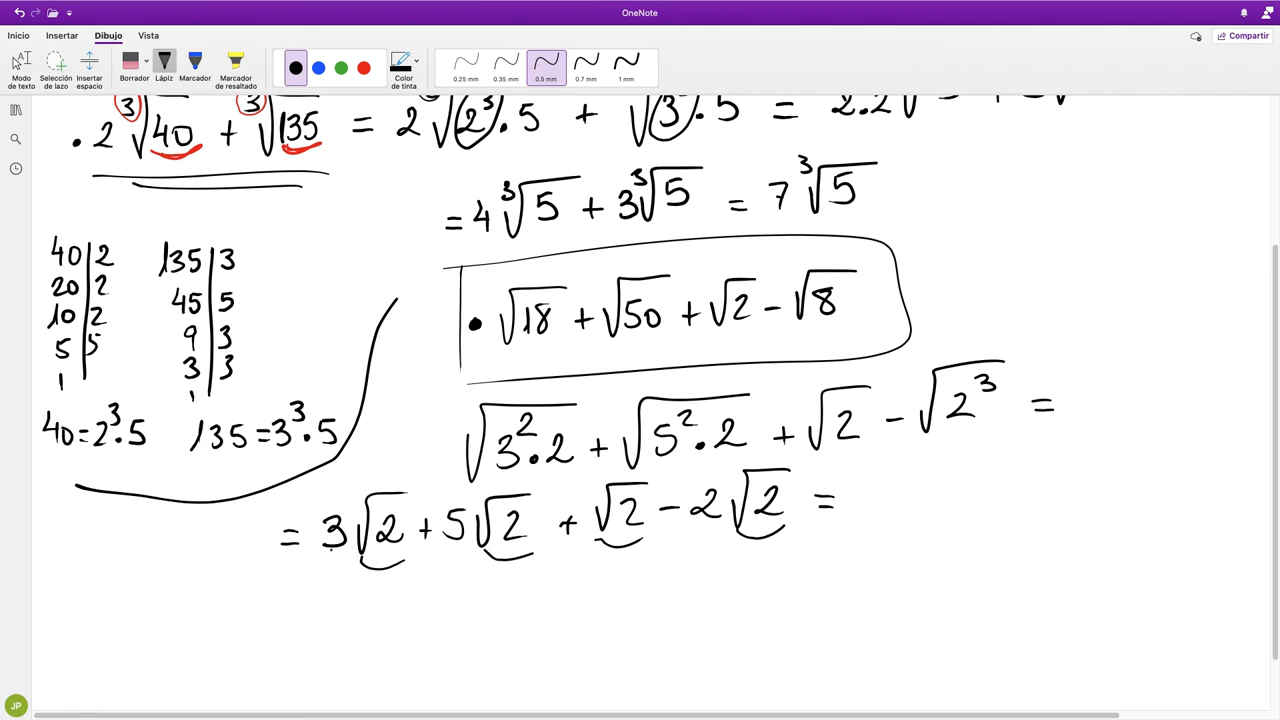 OneNote
Inicio Insertar Dibujo Vista
Compartir
Modo de texto
Selección de lazo
Insertar espacio
Borrador
Lápiz
Marcador
Marcador de resaltado
Color de tinta
0.25 mm
0.35 mm
0.5 mm
0.7 mm
1 mm
. 2 ∛40 + ∛135 = 2 √2³ . 5 + √3³ . 5 = 2.2
= 4 ∛5 + 3 ∛5 = 7 ∛5
40 | 2 135 | 3
20 | 2 45 | 5
10 | 2 9 | 3
5 | 5 3 | 3
1 1
40 = 2³ . 5 135 = 3³ . 5
• √18 + √50 + √2 - √8
√3² . 2 + √5² . 2 + √2 - √2³ =
= 3 √2 + 5 √2 + √2 - 2 √2 =
JP